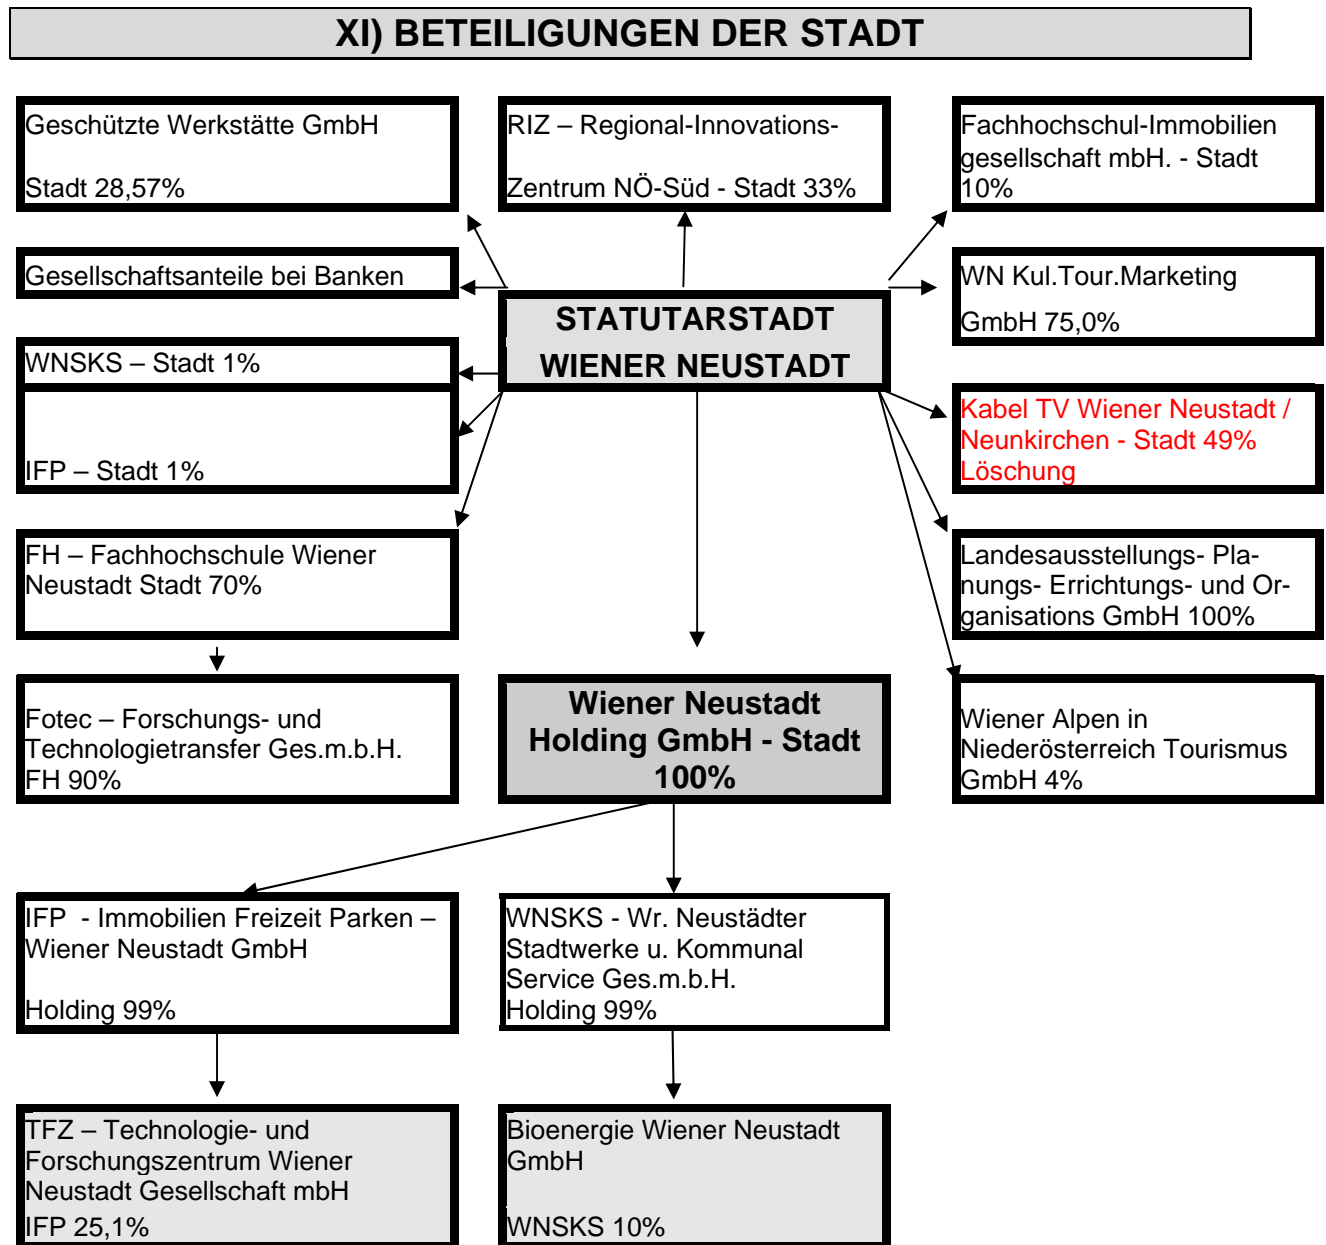 XI) BETEILIGUNGEN DER STADT
Geschützte Werkstätte GmbH
Stadt 28,57%
RIZ – Regional-Innovations-
Zentrum NÖ-Süd - Stadt 33%
Fachhochschul-Immobilien
gesellschaft mbH. - Stadt
10%
Gesellschaftsanteile bei Banken
STATUTARSTADT
WIENER NEUSTADT
WN Kul.Tour.Marketing
GmbH 75,0%
WNSKS – Stadt 1%
IFP – Stadt 1%
Kabel TV Wiener Neustadt /
Neunkirchen - Stadt 49%
Löschung
FH – Fachhochschule Wiener
Neustadt Stadt 70%
Landesausstellungs- Pla-
nungs- Errichtungs- und Or-
ganisations GmbH 100%
Fotec – Forschungs- und
Technologietransfer Ges.m.b.H.
FH 90%
Wiener Neustadt
Holding GmbH - Stadt
100%
Wiener Alpen in
Niederösterreich Tourismus
GmbH 4%
IFP - Immobilien Freizeit Parken –
Wiener Neustadt GmbH
Holding 99%
WNSKS - Wr. Neustädter
Stadtwerke u. Kommunal
Service Ges.m.b.H.
Holding 99%
TFZ – Technologie- und
Forschungszentrum Wiener
Neustadt Gesellschaft mbH
IFP 25,1%
Bioenergie Wiener Neustadt
GmbH
WNSKS 10%